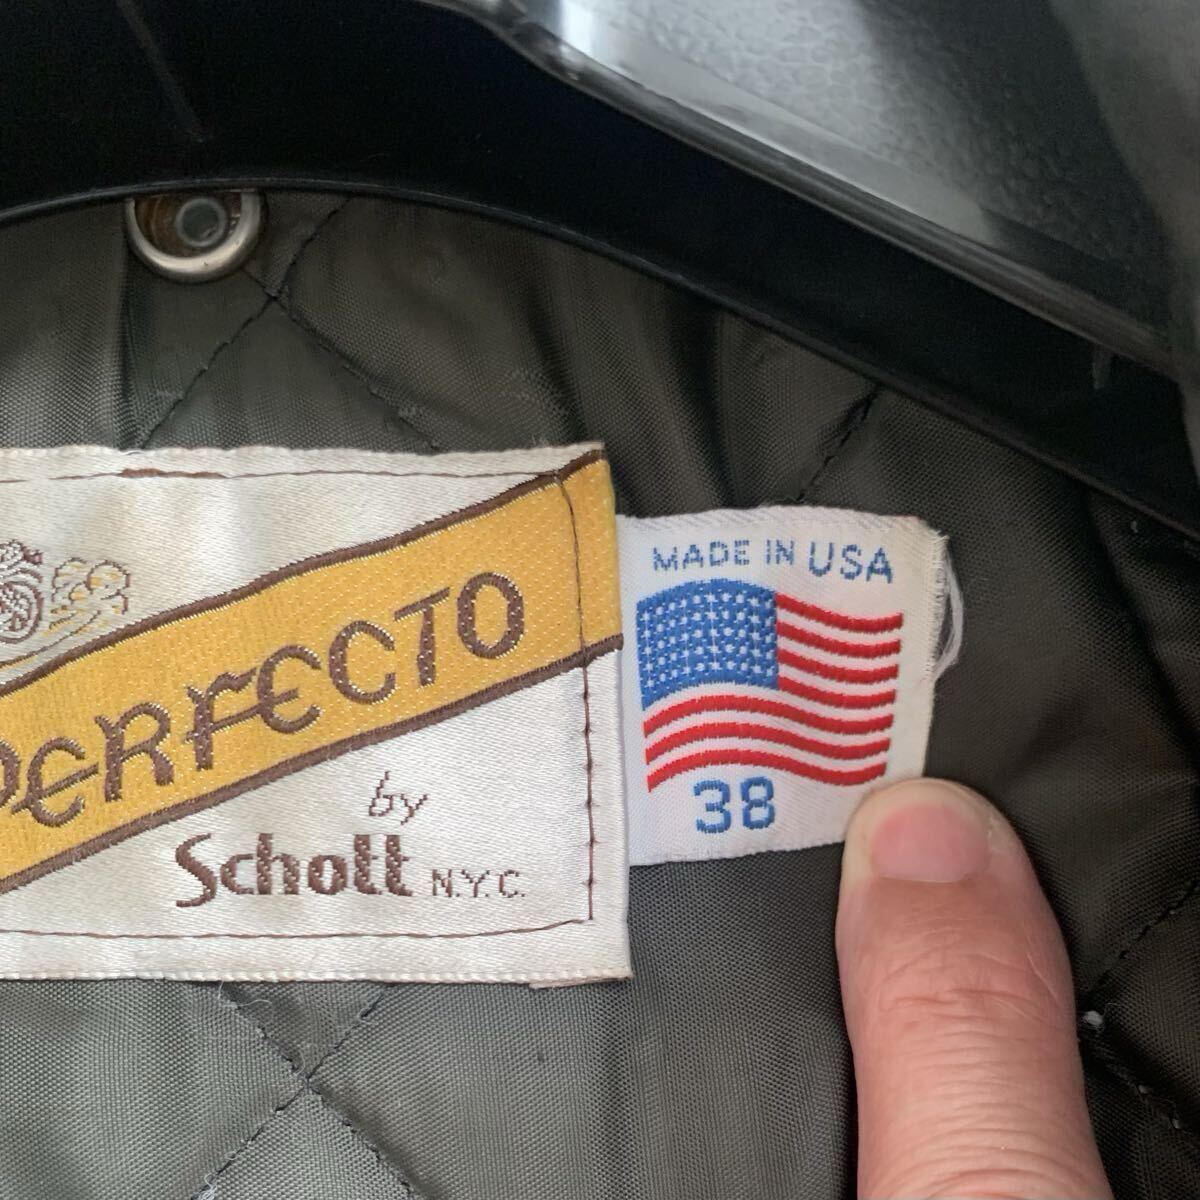 PERFECTO
by
Schott N.Y.C.
MADE IN USA
38